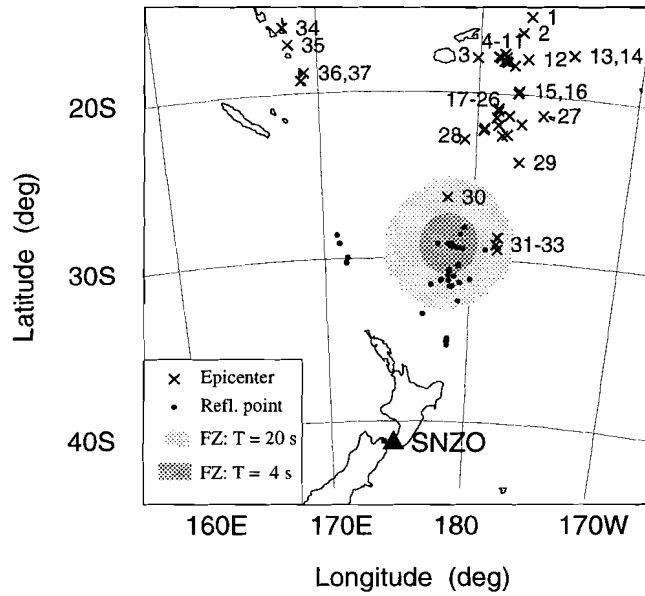 34
1
35
2
4-11
3
12
13,14
36,37
20S
17-26
15,16
27
28
29
30
31-33
30S
Latitude (deg)
Epicenter
Refl. point
FZ: T = 20 s
FZ: T = 4 s
40S
SNZO
160E
170E
180
170W
Longitude (deg)